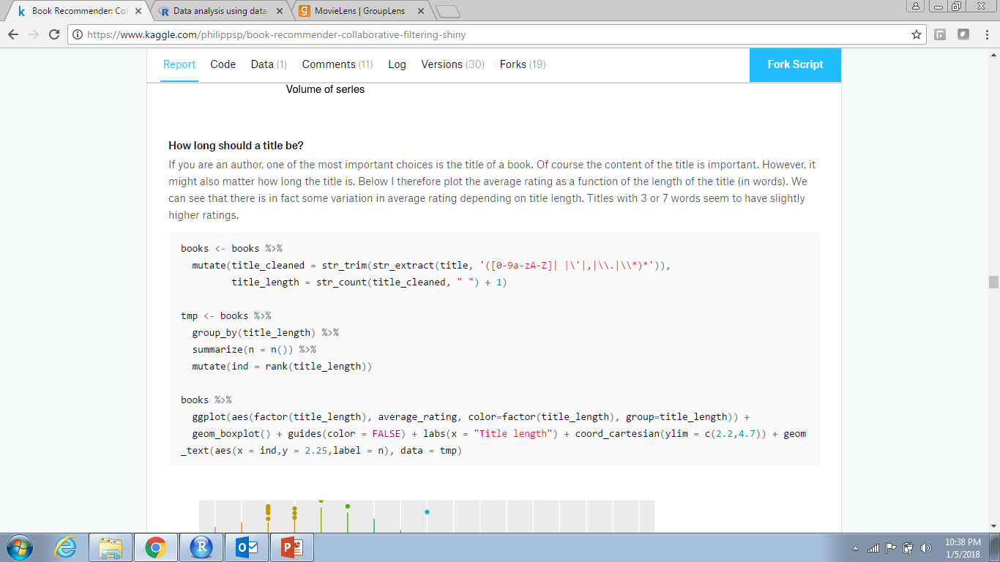 Book Recommender: Col
Data analysis using data.t
MovieLens | GroupLens
https://www.kaggle.com/philippsp/book-recommender-collaborative-filtering-shiny
Report Code Data (1) Comments (11) Log Versions (30) Forks (19) Fork Script
Volume of series
How long should a title be?
If you are an author, one of the most important choices is the title of a book. Of course the content of the title is important. However, it
might also matter how long the title is. Below I therefore plot the average rating as a function of the length of the title (in words). We
can see that there is in fact some variation in average rating depending on title length. Titles with 3 or 7 words seem to have slightly
higher ratings.
books <- books %>%
  mutate(title_cleaned = str_trim(str_extract(title, '([0-9a-zA-Z]| |\'|,|\\.|\\*)*')),
         title_length = str_count(title_cleaned, " ") + 1)
tmp <- books %>%
  group_by(title_length) %>%
  summarize(n = n()) %>%
  mutate(ind = rank(title_length))
books %>%
  ggplot(aes(factor(title_length), average_rating, color=factor(title_length), group=title_length)) +
  geom_boxplot() + guides(color = FALSE) + labs(x = "Title length") + coord_cartesian(ylim = c(2.2,4.7)) + geom
_text(aes(x = ind,y = 2.25,label = n), data = tmp)
10:38 PM
1/5/2018